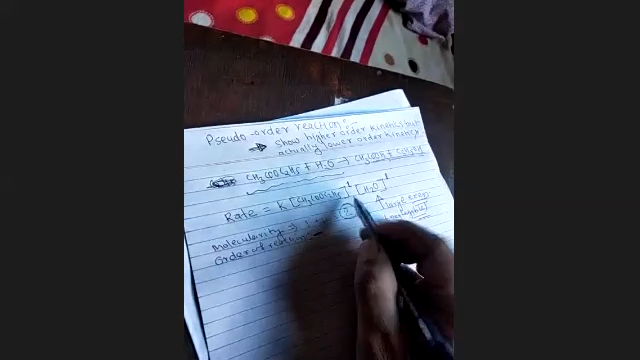 Pseudo-order reaction:-
→ Show higher order kinetics but
actually lower order kinetics
CH3COOC2H5 + H2O → CH3COOH + C2H5OH
Rate = K [CH3COOC2H5]¹ [H2O]
↑ large excess
Molecularity ⇒
Order of reaction